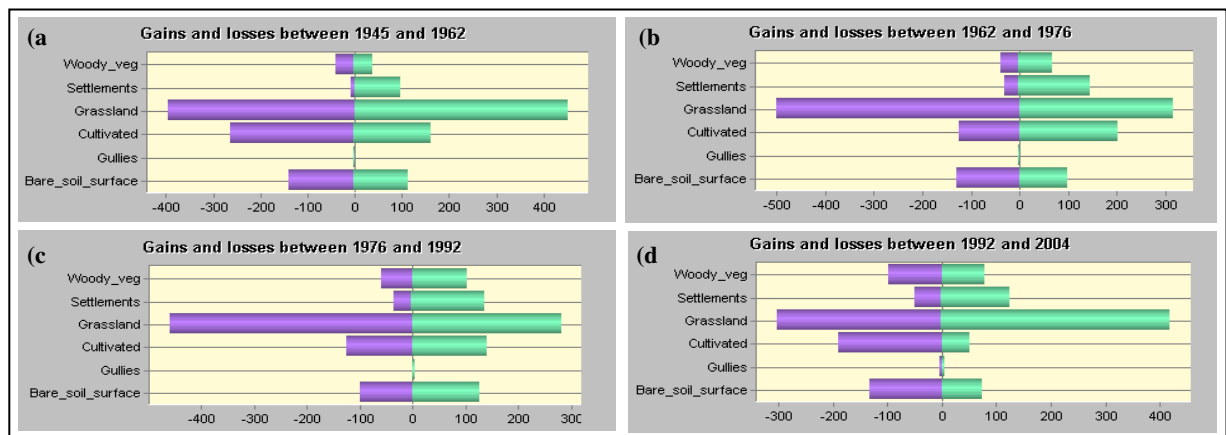 (a)
Gains and losses between 1945 and 1962
Woody_veg
Settlements
Grassland
Cultivated
Gullies
Bare_soil_surface
-400 -300 -200 -100 0 100 200 300 400
(b)
Gains and losses between 1962 and 1976
Woody_veg
Settlements
Grassland
Cultivated
Gullies
Bare_soil_surface
-500 -400 -300 -200 -100 0 100 200 300
(c)
Gains and losses between 1976 and 1992
Woody_veg
Settlements
Grassland
Cultivated
Gullies
Bare_soil_surface
-400 -300 -200 -100 0 100 200 300
(d)
Gains and losses between 1992 and 2004
Woody_veg
Settlements
Grassland
Cultivated
Gullies
Bare_soil_surface
-300 -200 -100 0 100 200 300 400